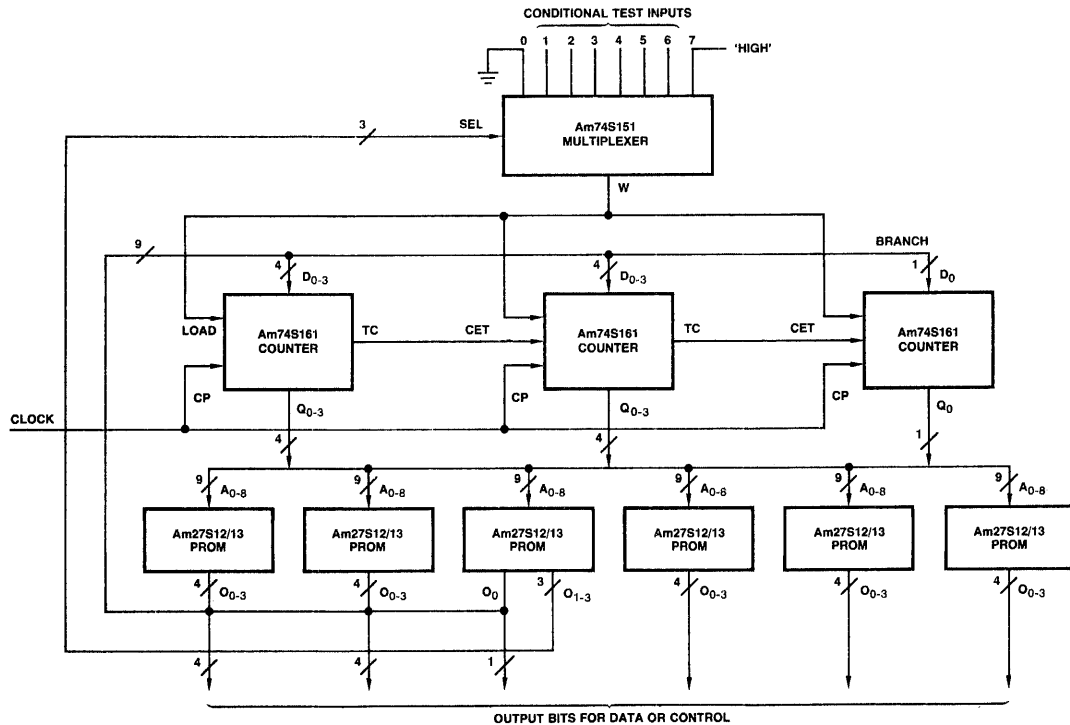 CONDITIONAL TEST INPUTS
0 1 2 3 4 5 6 7 'HIGH'
3 SEL
Am74S151
MULTIPLEXER
W
9 BRANCH
4 D0-3 4 D0-3 1 D0
LOAD
Am74S161
COUNTER
TC CET
Am74S161
COUNTER
TC CET
Am74S161
COUNTER
CP CP CP
CLOCK
Q0-3 Q0-3 Q0
4 4 1
9 A0-8 9 A0-8 9 A0-8 9 A0-8 9 A0-8 9 A0-8
Am27S12/13
PROM
Am27S12/13
PROM
Am27S12/13
PROM
Am27S12/13
PROM
Am27S12/13
PROM
Am27S12/13
PROM
4 O0-3 4 O0-3 O0 3 O1-3 4 O0-3 4 O0-3 4 O0-3
4 4 1
OUTPUT BITS FOR DATA OR CONTROL